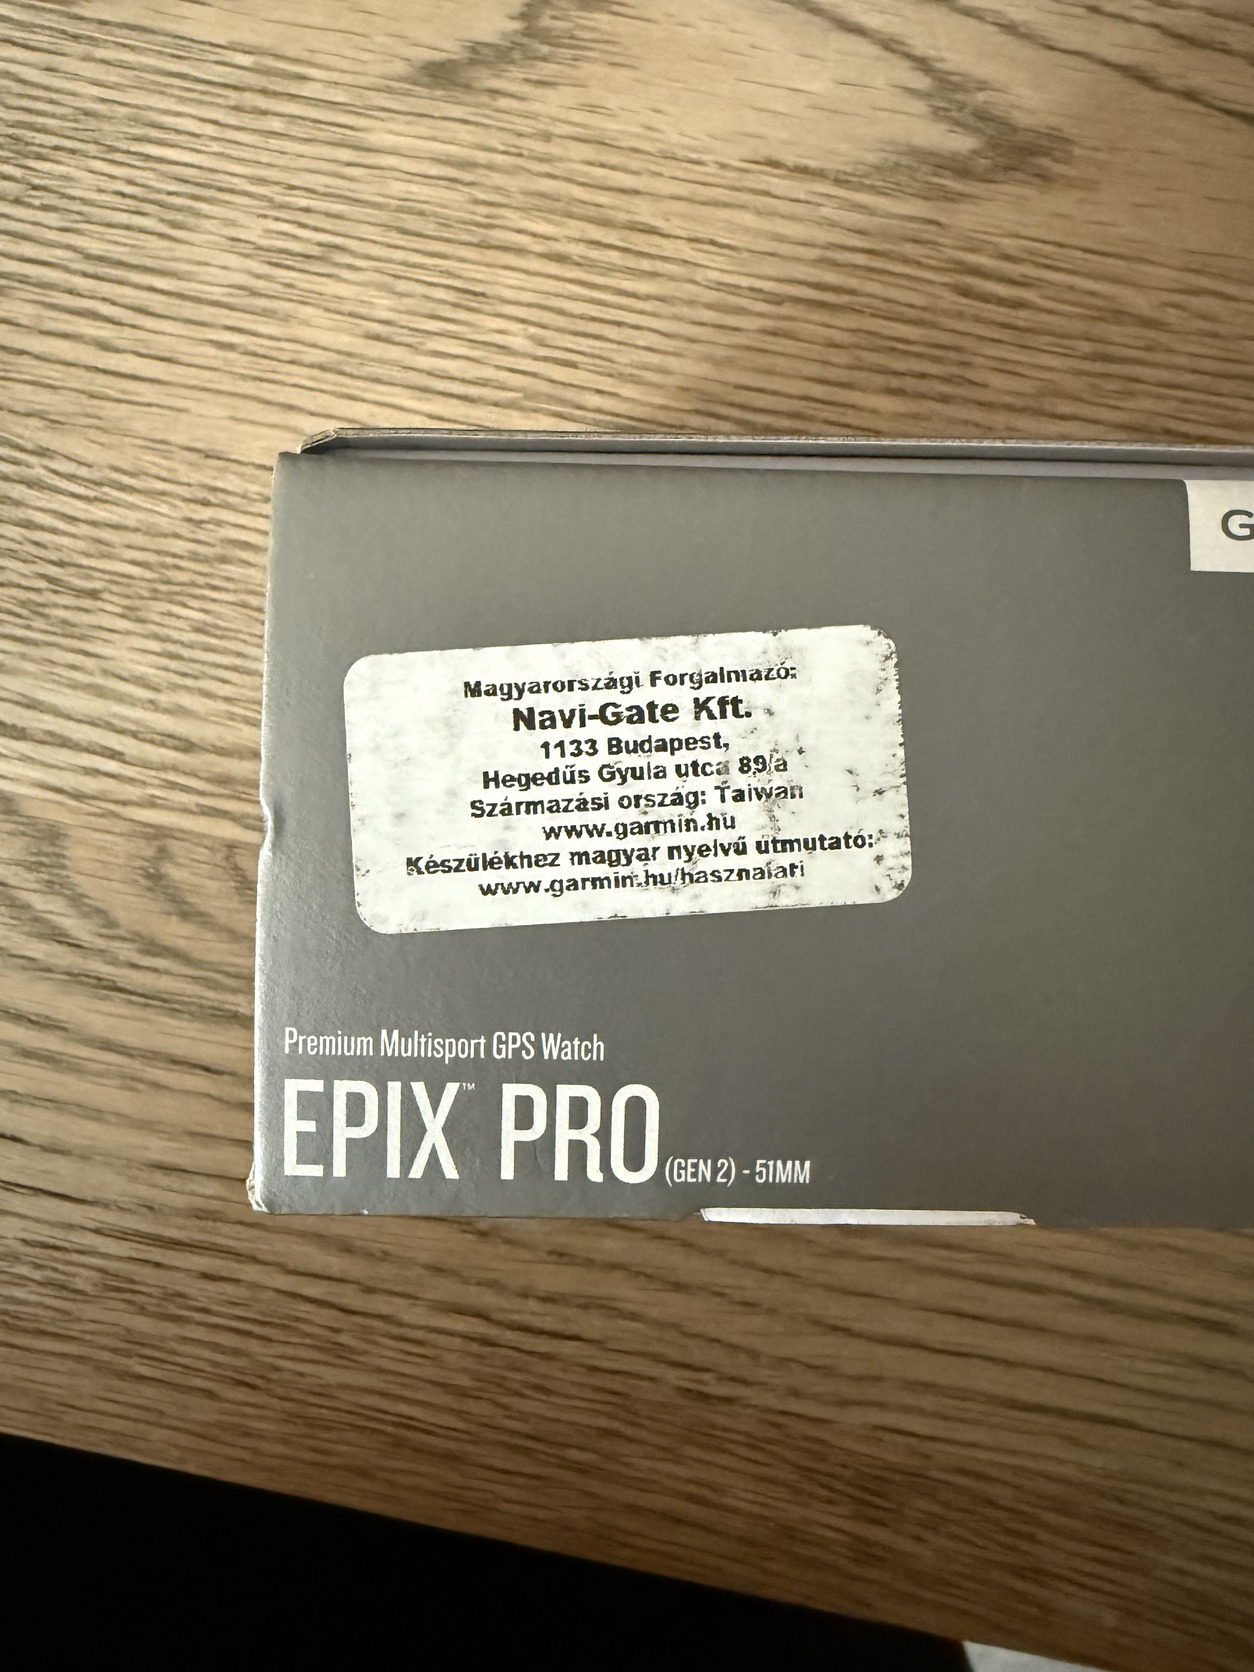 G
Magyarországi Forgalmazó:
Navi-Gate Kft.
1133 Budapest,
Hegedűs Gyula utca 89/a
Származási ország: Taiwan
www.garmin.hu
Készülékhez magyar nyelvű útmutató:
www.garmin.hu/hasznalati
Premium Multisport GPS Watch
EPIX™ PRO (GEN 2) - 51MM